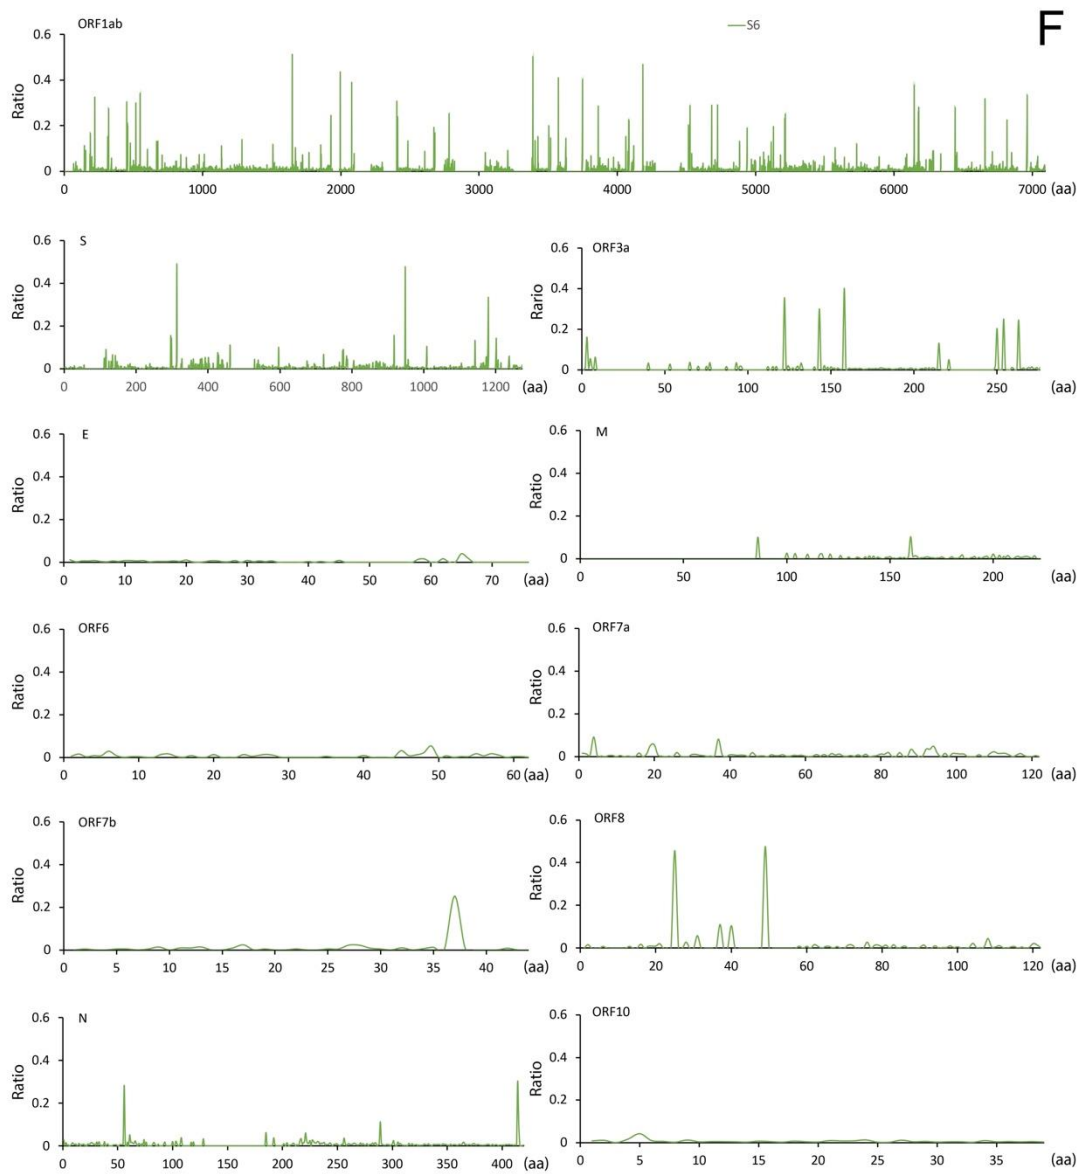 ORF1ab
S6
F
Ratio
0.6
0.4
0.2
0
0 1000 2000 3000 4000 5000 6000 7000 (aa)
S
Ratio
0.6
0.4
0.2
0
0 200 400 600 800 1000 1200 (aa)
ORF3a
Rario
0.6
0.4
0.2
0
0 50 100 150 200 250 (aa)
E
Ratio
0.6
0.4
0.2
0
0 10 20 30 40 50 60 70 (aa)
M
Ratio
0.6
0.4
0.2
0
50 100 150 200 (aa)
ORF6
Ratio
0.6
0.4
0.2
0
0 10 20 30 40 50 60 (aa)
ORF7a
Ratio
0.6
0.4
0.2
0
0 20 40 60 80 100 120 (aa)
ORF7b
Ratio
0.6
0.4
0.2
0
0 5 10 15 20 25 30 35 40 (aa)
ORF8
Ratio
0.6
0.4
0.2
0
0 20 40 60 80 100 120 (aa)
N
Ratio
0.6
0.4
0.2
0
0 50 100 150 200 250 300 350 400 (aa)
ORF10
Ratio
0.6
0.4
0.2
0
0 5 10 15 20 25 30 35 (aa)